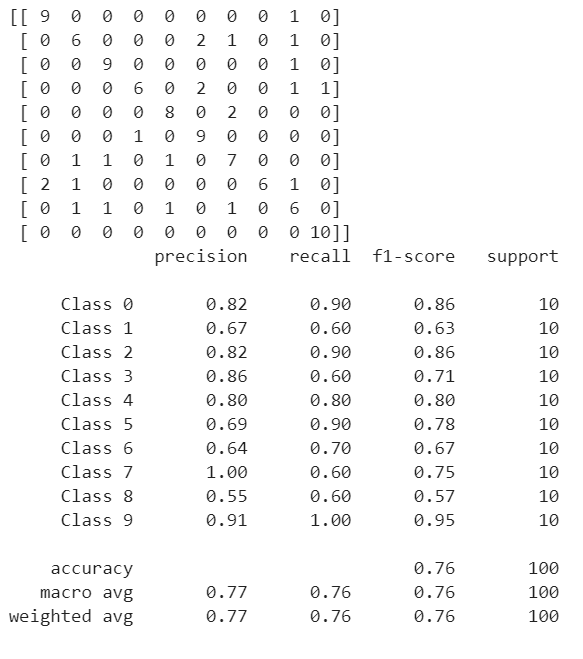 [[ 9 0 0 0 0 0 0 0 1 0]
[ 0 6 0 0 0 2 1 0 1 0]
[ 0 0 9 0 0 0 0 0 1 0]
[ 0 0 0 6 0 2 0 0 1 1]
[ 0 0 0 0 8 0 2 0 0 0]
[ 0 0 0 1 0 9 0 0 0 0]
[ 0 1 1 0 1 0 7 0 0 0]
[ 2 1 0 0 0 0 0 6 1 0]
[ 0 1 1 0 1 0 1 0 6 0]
[ 0 0 0 0 0 0 0 0 0 10]]
precision recall f1-score support
Class 0 0.82 0.90 0.86 10
Class 1 0.67 0.60 0.63 10
Class 2 0.82 0.90 0.86 10
Class 3 0.86 0.60 0.71 10
Class 4 0.80 0.80 0.80 10
Class 5 0.69 0.90 0.78 10
Class 6 0.64 0.70 0.67 10
Class 7 1.00 0.60 0.75 10
Class 8 0.55 0.60 0.57 10
Class 9 0.91 1.00 0.95 10
accuracy 0.76 100
macro avg 0.77 0.76 0.76 100
weighted avg 0.77 0.76 0.76 100